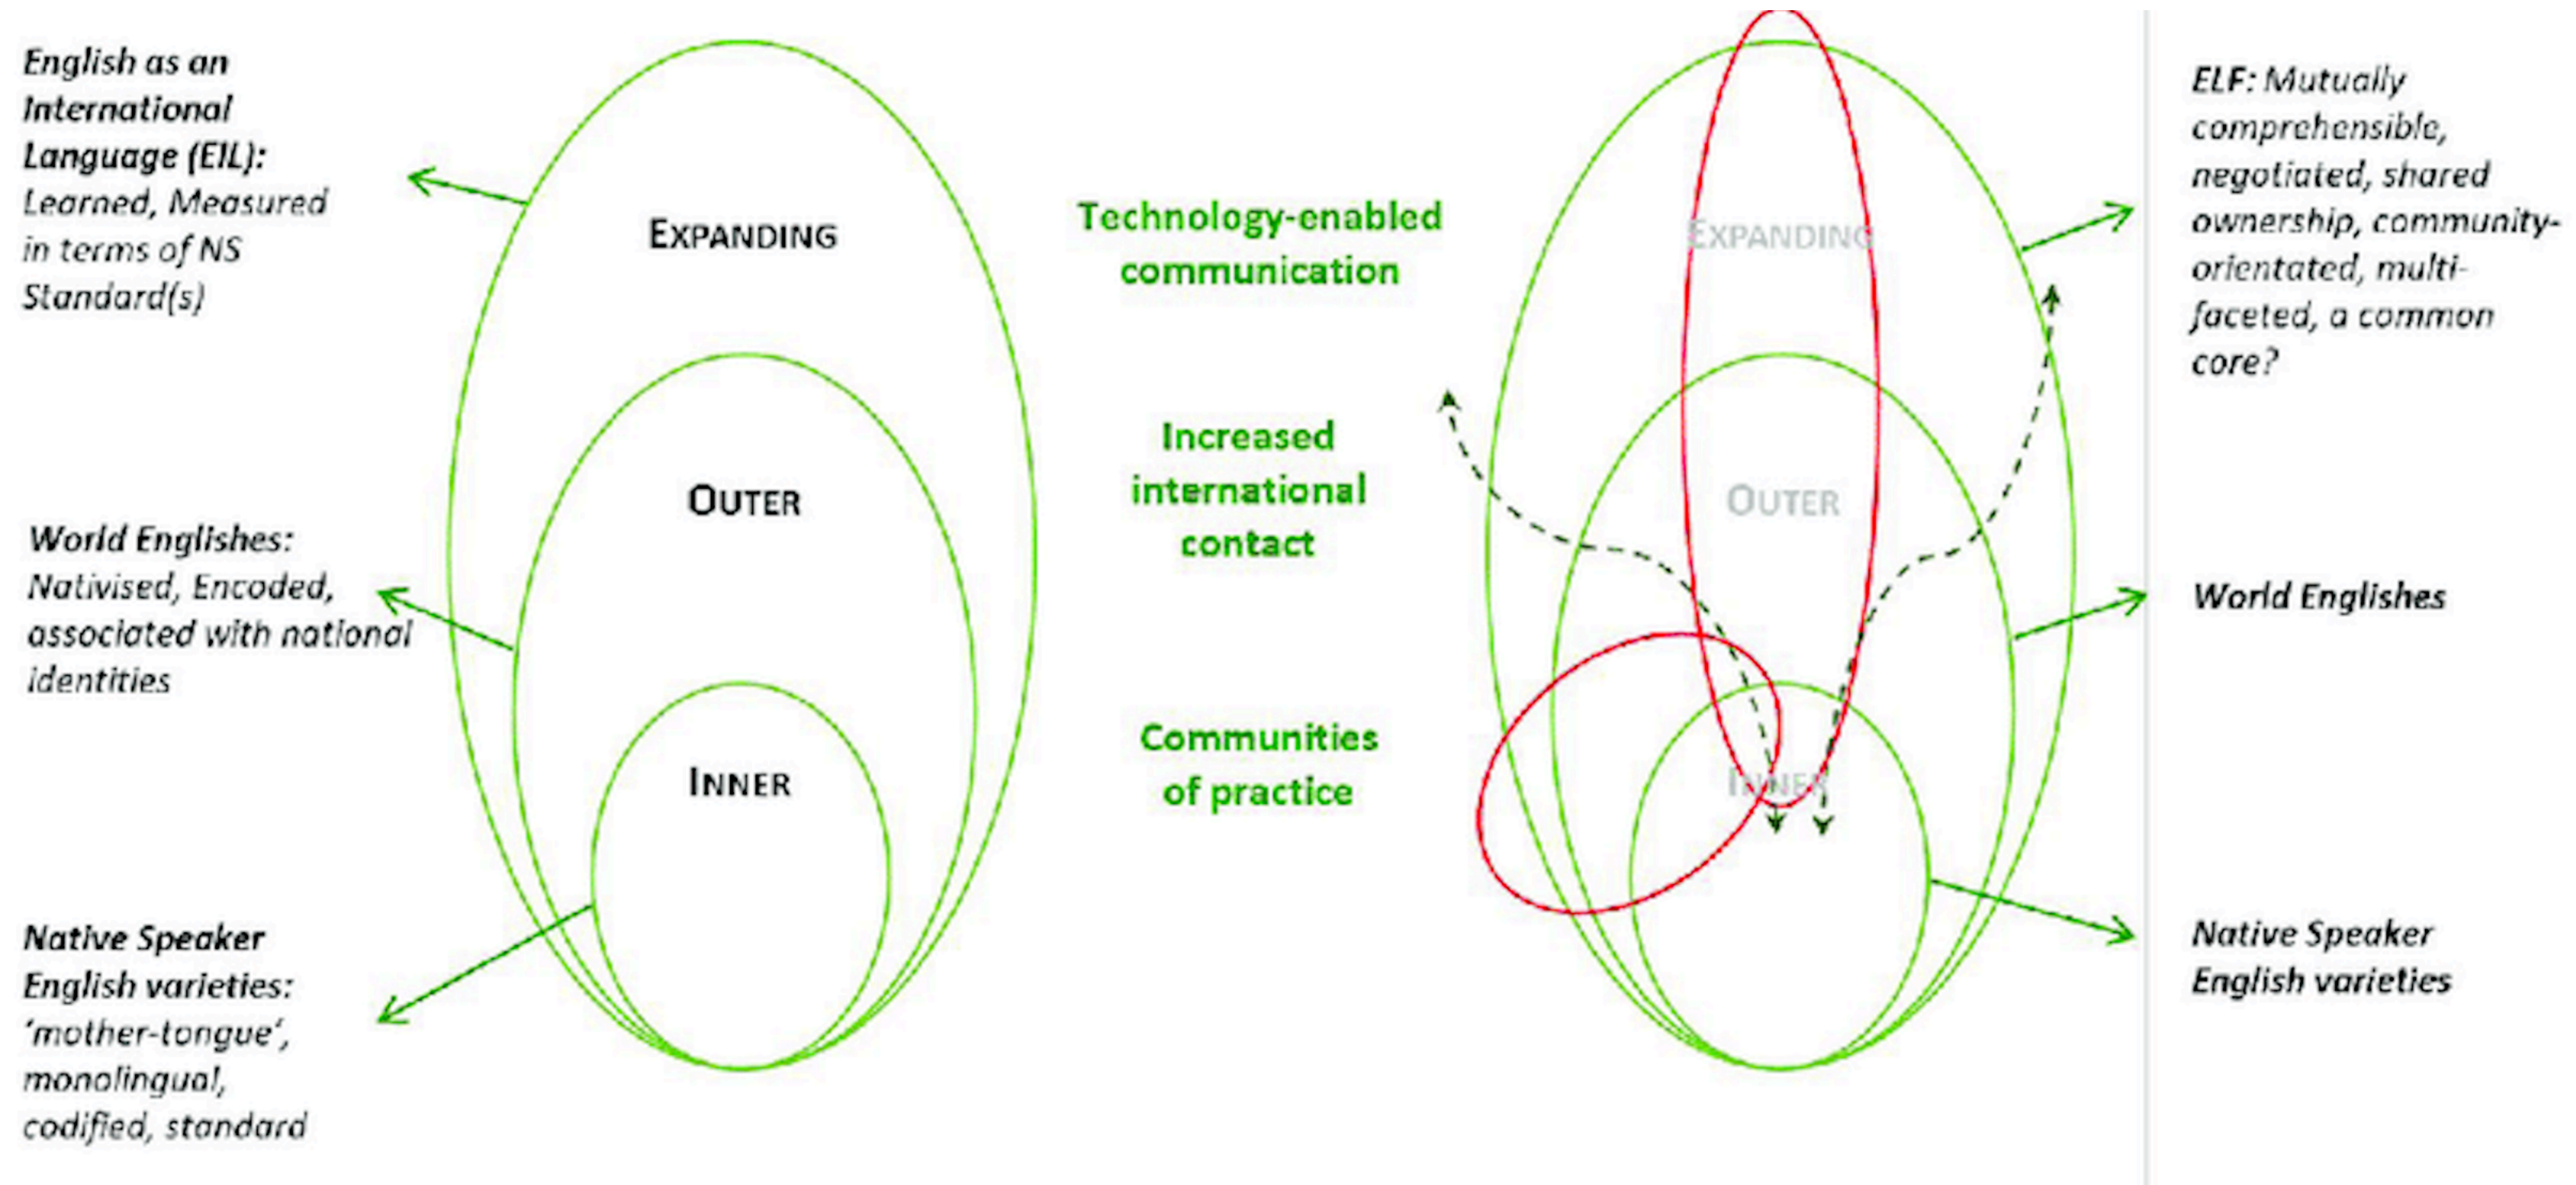 English as an
International
Language (EIL):
Learned, Measured
in terms of NS
Standard(s)
World Englishes:
Nativised, Encoded,
associated with national
identities
Native Speaker
English varieties:
'mother-tongue',
monolingual,
codified, standard
EXPANDING
OUTER
INNER
Technology-enabled
communication
Increased
international
contact
Communities
of practice
EXPANDING
OUTER
INNER
ELF: Mutually
comprehensible,
negotiated, shared
ownership, community-
orientated, multi-
faceted, a common
core?
World Englishes
Native Speaker
English varieties